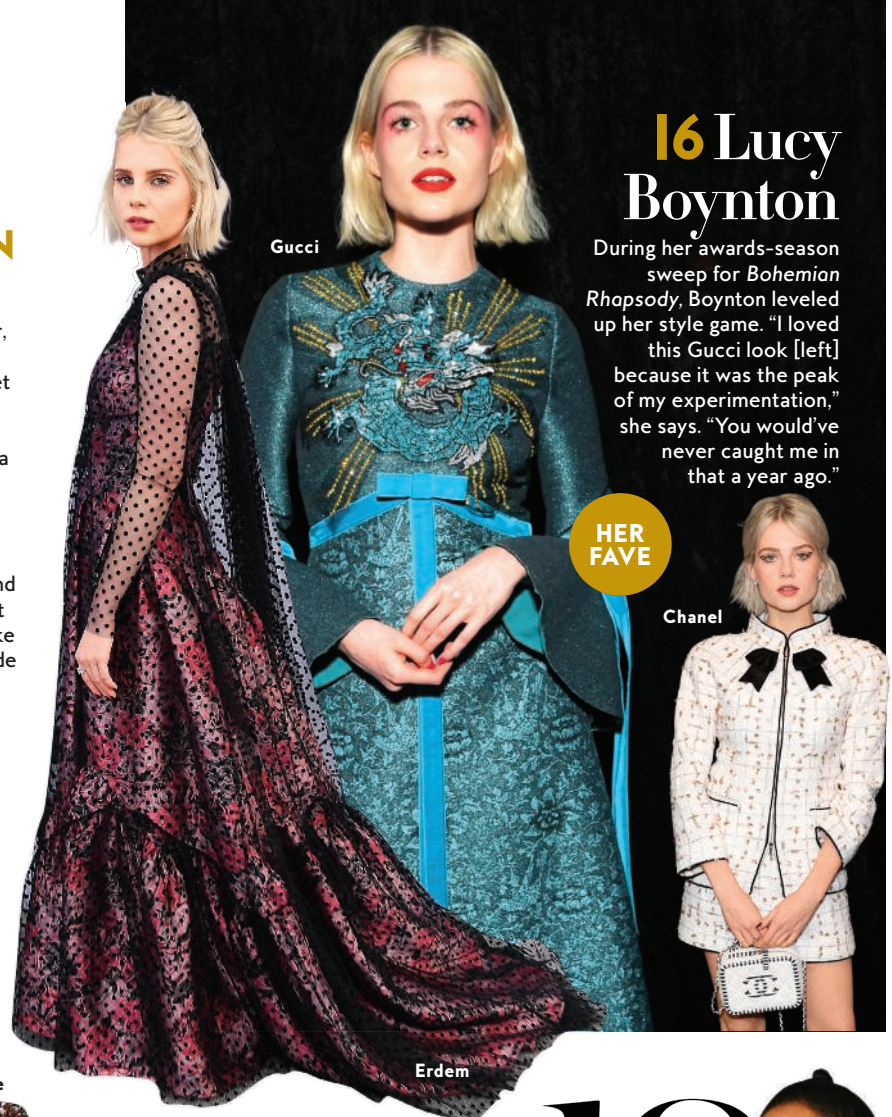 16 Lucy
Boynton
During her awards-season
sweep for Bohemian
Rhapsody, Boynton leveled
up her style game. “I loved
this Gucci look [left]
because it was the peak
of my experimentation,”
she says. “You would’ve
never caught me in
that a year ago.”
Gucci
HER
FAVE
Chanel
Erdem